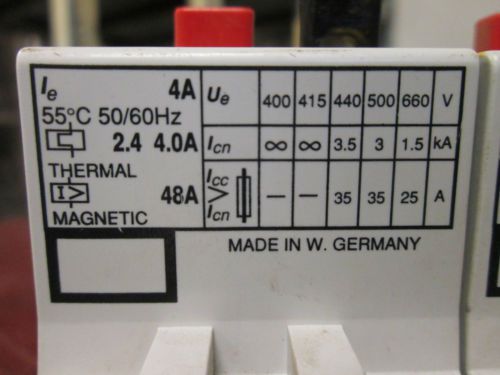 Ie 4A Ue 400 415 440 500 660 V
55°C 50/60Hz
2.4 4.0A Icn ∞ ∞ 3.5 3 1.5 kA
THERMAL
I> 48A Icc > Icn — — 35 35 25 A
MAGNETIC
MADE IN W. GERMANY